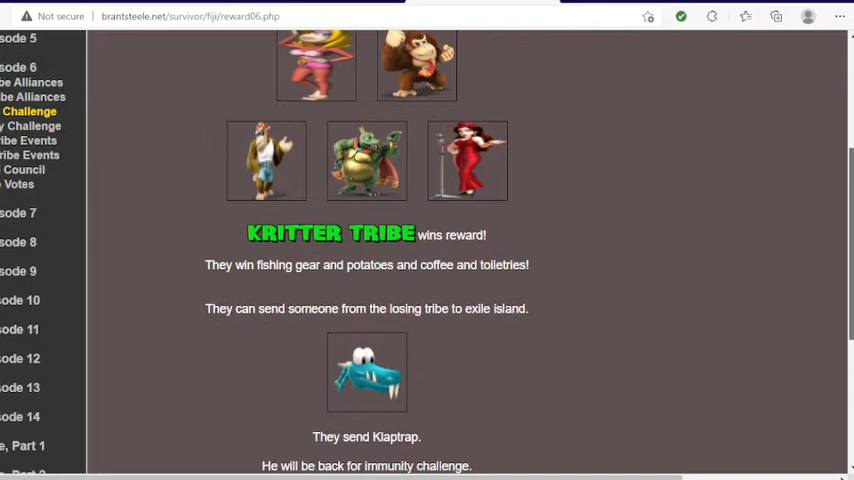 Not secure | brantsteele.net/survivor/fiji/reward06.php
sode 5
sode 6
be Alliances
be Alliances
Challenge
y Challenge
ribe Events
ribe Events
l Council
e Votes
sode 7
sode 8
sode 9
sode 10
sode 11
sode 12
sode 13
sode 14
e, Part 1
KRITTER TRIBE wins reward!
They win fishing gear and potatoes and coffee and toiletries!
They can send someone from the losing tribe to exile island.
They send Klaptrap.
He will be back for immunity challenge.